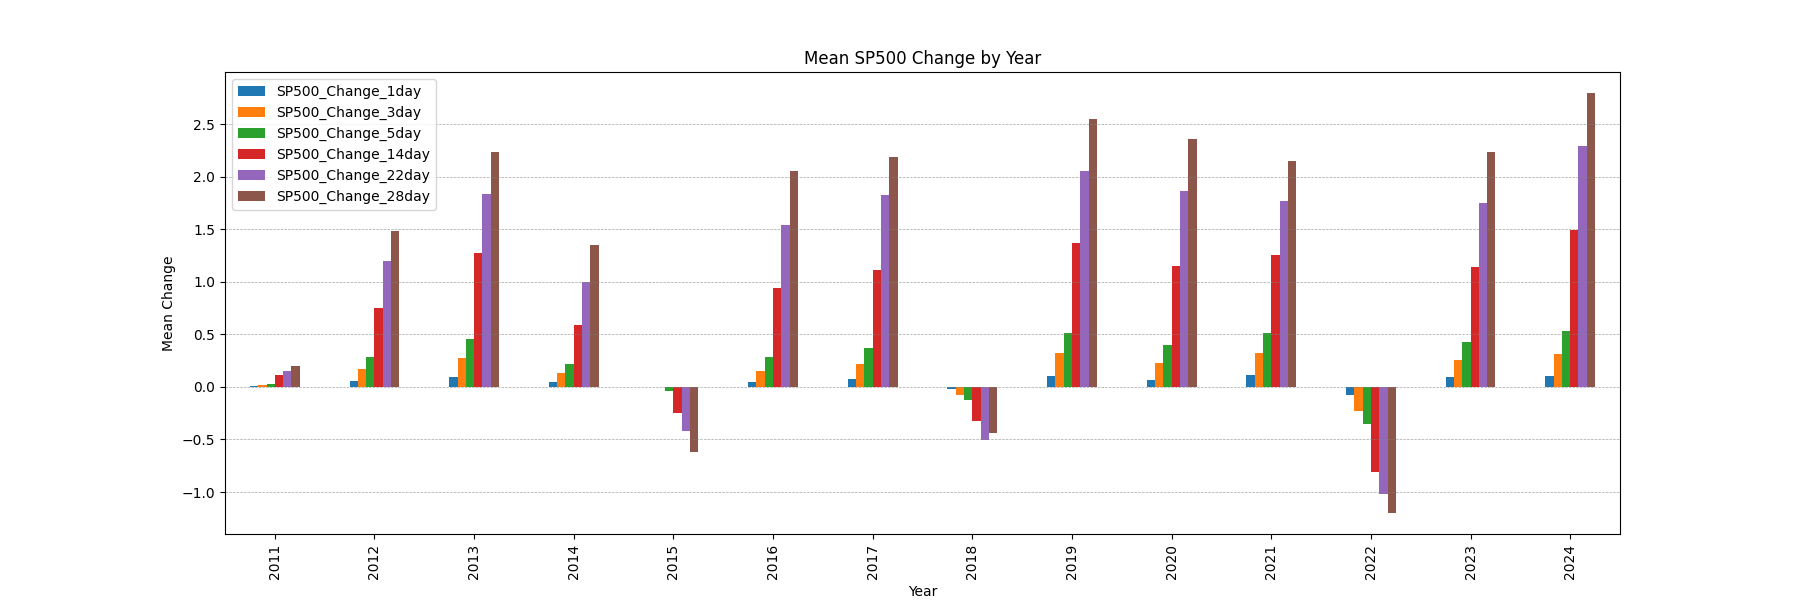 Mean SP500 Change by Year
SP500_Change_1day
SP500_Change_3day
SP500_Change_5day
SP500_Change_14day
SP500_Change_22day
SP500_Change_28day
Mean Change
2.5
2.0
1.5
1.0
0.5
0.0
−0.5
−1.0
2011
2012
2013
2014
2015
2016
2017
2018
2019
2020
2021
2022
2023
2024
Year